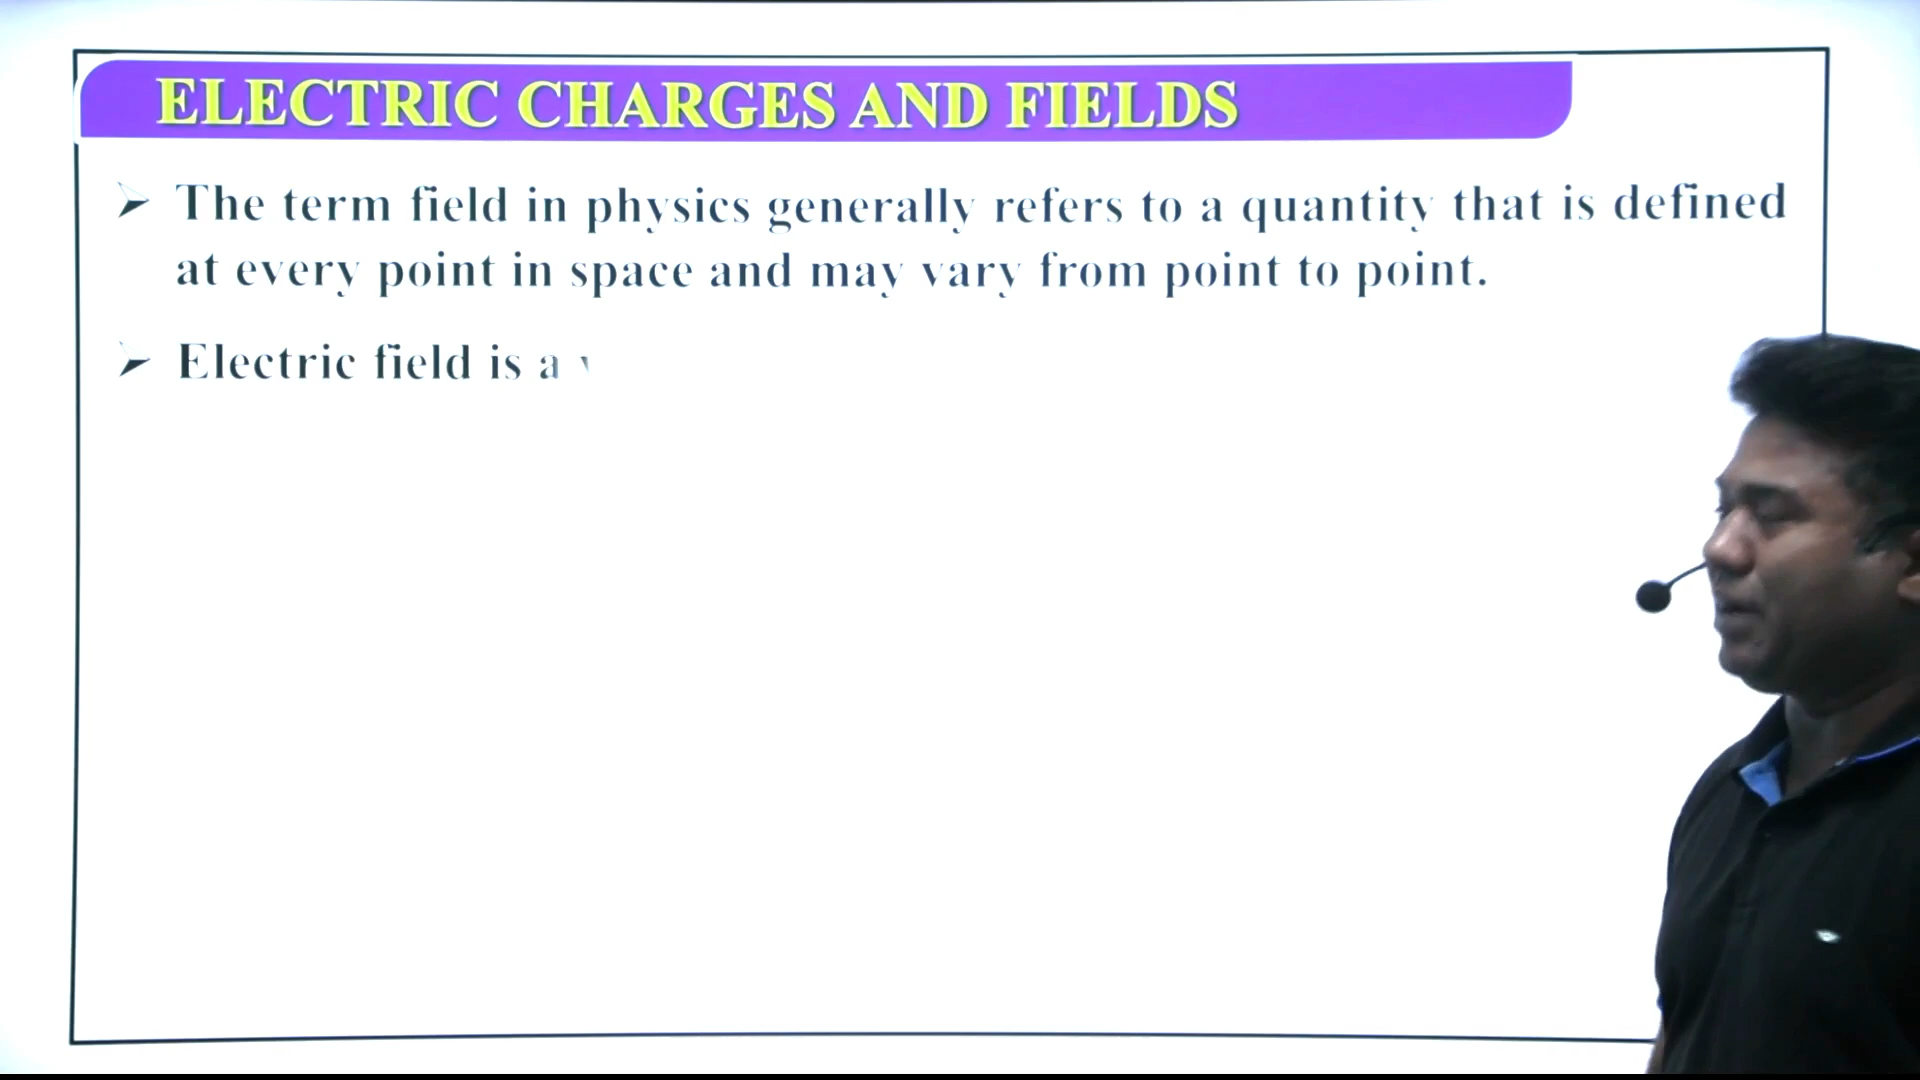 ELECTRIC CHARGES AND FIELDS
The term field in physics generally refers to a quantity that is defined
at every point in space and may vary from point to point.
Electric field is a